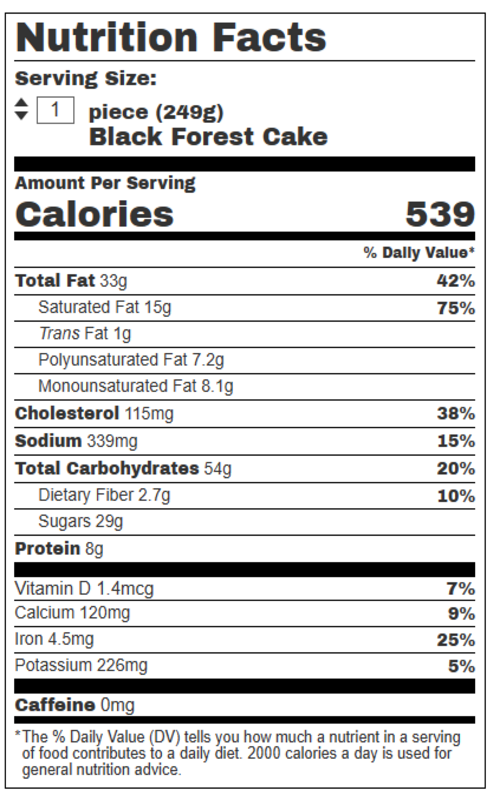 Nutrition Facts
Serving Size:
1 piece (249g)
Black Forest Cake
Amount Per Serving
Calories 539
% Daily Value*
Total Fat 33g 42%
Saturated Fat 15g 75%
Trans Fat 1g
Polyunsaturated Fat 7.2g
Monounsaturated Fat 8.1g
Cholesterol 115mg 38%
Sodium 339mg 15%
Total Carbohydrates 54g 20%
Dietary Fiber 2.7g 10%
Sugars 29g
Protein 8g
Vitamin D 1.4mcg 7%
Calcium 120mg 9%
Iron 4.5mg 25%
Potassium 226mg 5%
Caffeine 0mg
*The % Daily Value (DV) tells you how much a nutrient in a serving
of food contributes to a daily diet. 2000 calories a day is used for
general nutrition advice.